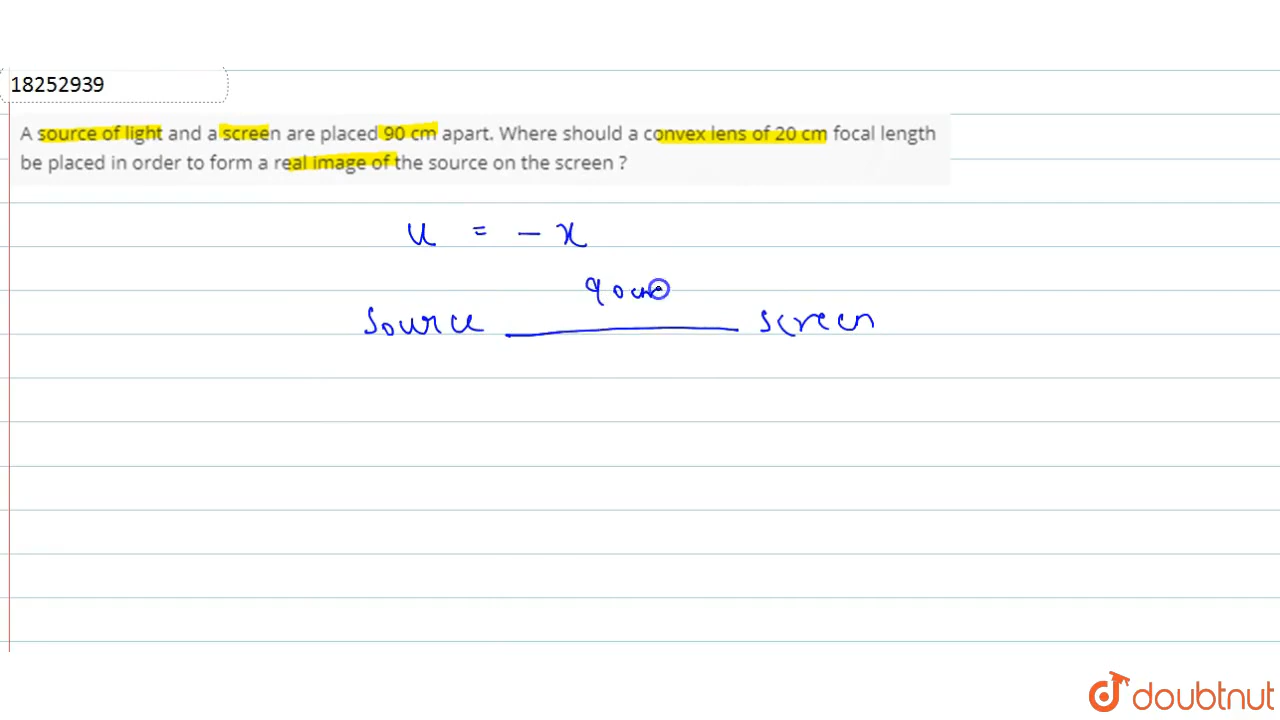 18252939
A source of light and a screen are placed 90 cm apart. Where should a convex lens of 20 cm focal length
be placed in order to form a real image of the source on the screen ?
u = - x
90 cm
Source screen
doubtnut